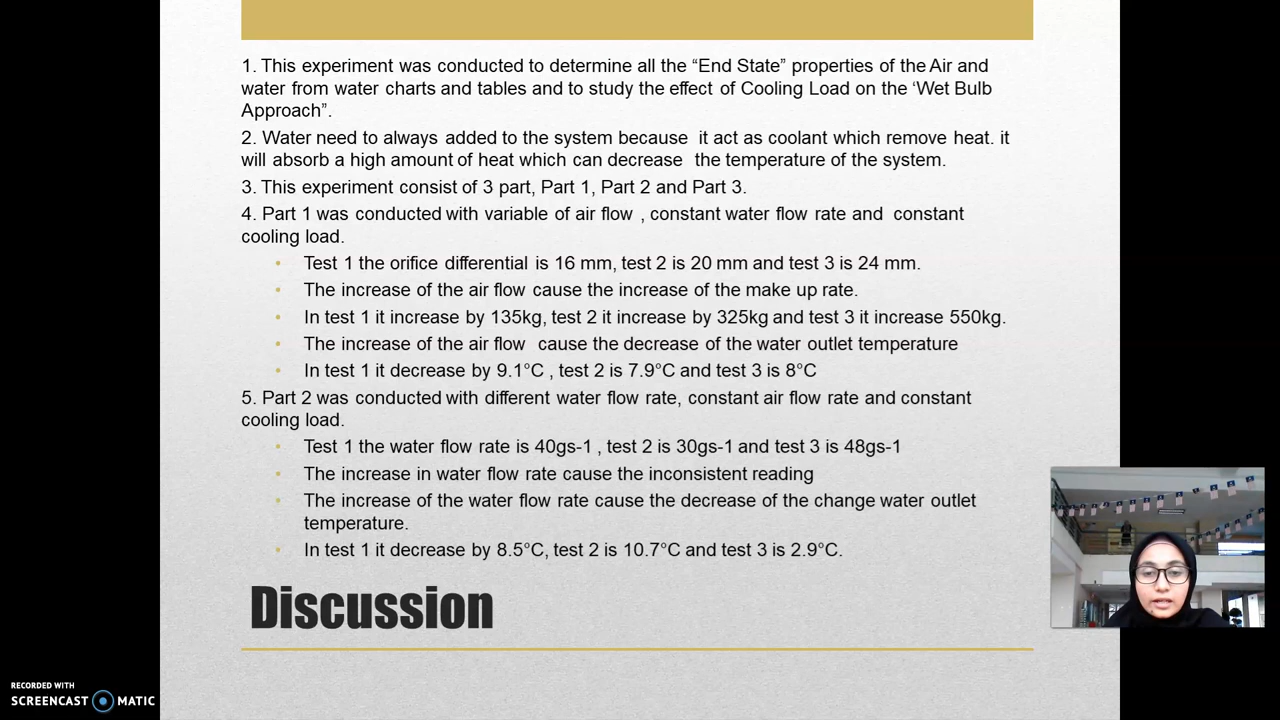 1. This experiment was conducted to determine all the “End State” properties of the Air and
water from water charts and tables and to study the effect of Cooling Load on the ‘Wet Bulb
Approach”.
2. Water need to always added to the system because it act as coolant which remove heat. it
will absorb a high amount of heat which can decrease the temperature of the system.
3. This experiment consist of 3 part, Part 1, Part 2 and Part 3.
4. Part 1 was conducted with variable of air flow , constant water flow rate and constant
cooling load.
• Test 1 the orifice differential is 16 mm, test 2 is 20 mm and test 3 is 24 mm.
• The increase of the air flow cause the increase of the make up rate.
• In test 1 it increase by 135kg, test 2 it increase by 325kg and test 3 it increase 550kg.
• The increase of the air flow cause the decrease of the water outlet temperature
• In test 1 it decrease by 9.1°C , test 2 is 7.9°C and test 3 is 8°C
5. Part 2 was conducted with different water flow rate, constant air flow rate and constant
cooling load.
• Test 1 the water flow rate is 40gs-1 , test 2 is 30gs-1 and test 3 is 48gs-1
• The increase in water flow rate cause the inconsistent reading
• The increase of the water flow rate cause the decrease of the change water outlet
temperature.
• In test 1 it decrease by 8.5°C, test 2 is 10.7°C and test 3 is 2.9°C.
Discussion
RECORDED WITH
SCREENCAST MATIC